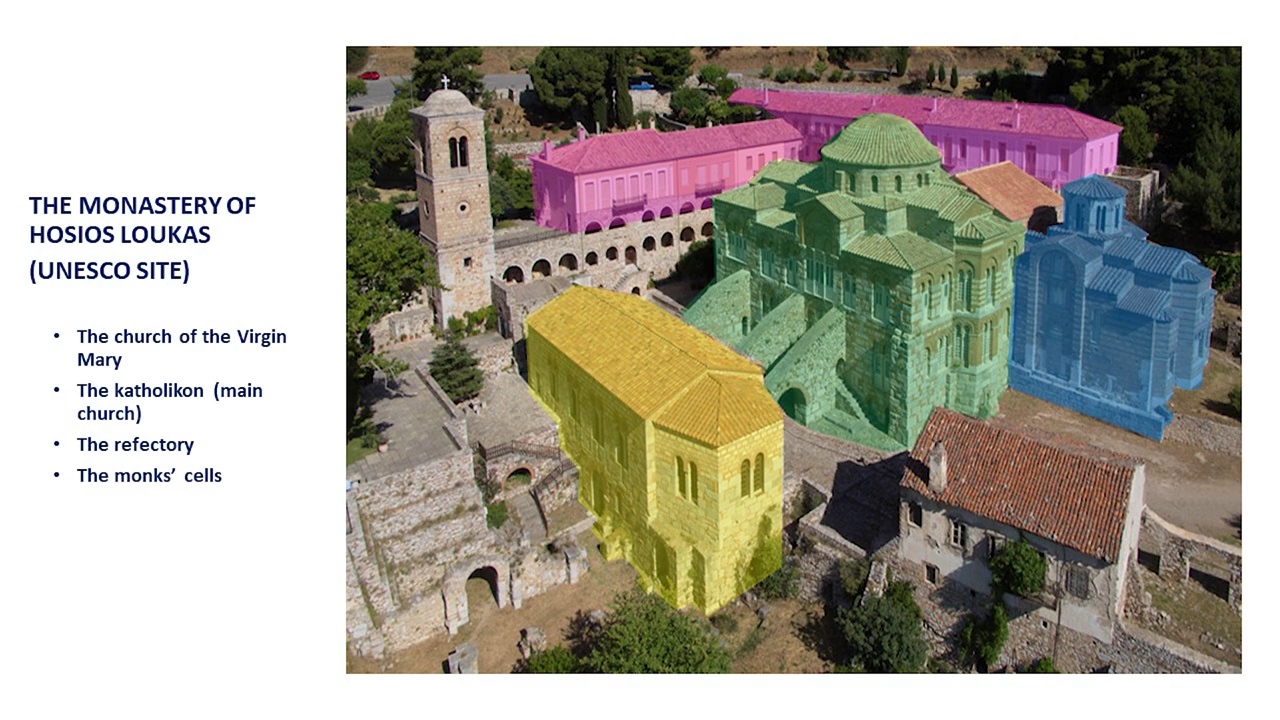 THE MONASTERY OF
HOSIOS LOUKAS
(UNESCO SITE)
• The church of the Virgin
Mary
• The katholikon (main
church)
• The refectory
• The monks’ cells